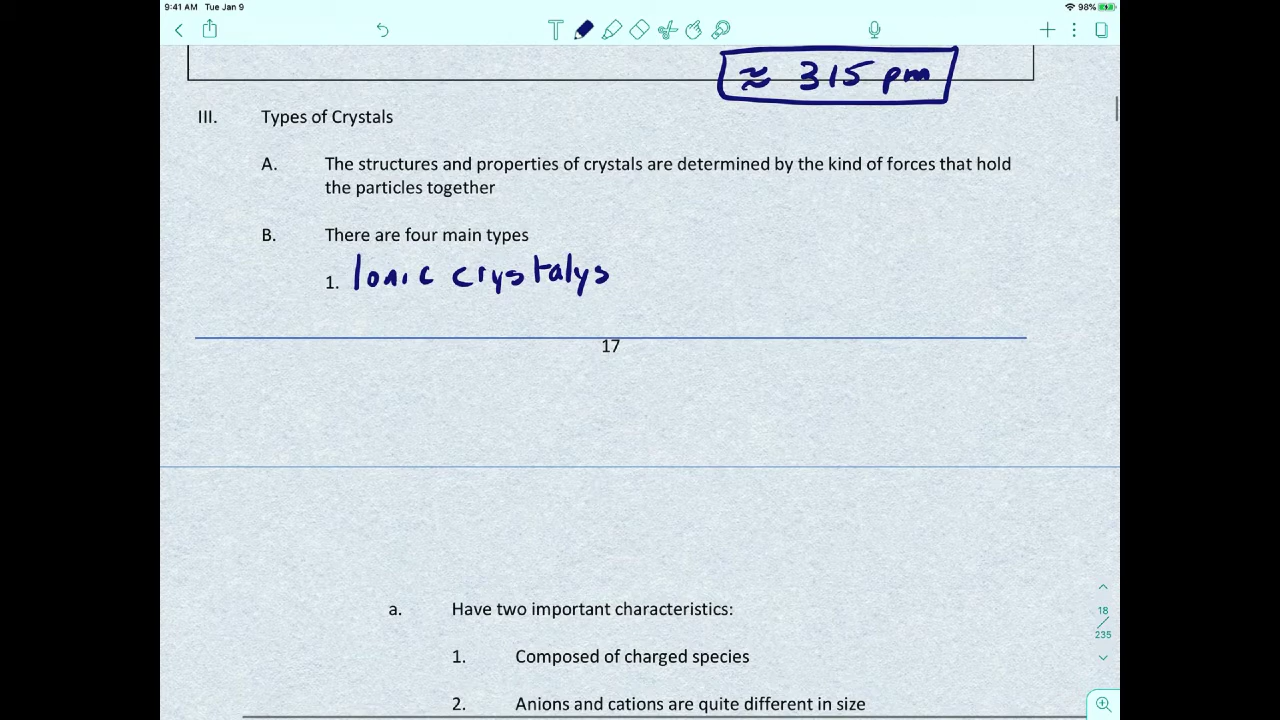 9:41 AM Tue Jan 9
98%
T
≈ 315 pm
III. Types of Crystals
A. The structures and properties of crystals are determined by the kind of forces that hold
the particles together
B. There are four main types
1. Ionic crystalys
17
a. Have two important characteristics:
1. Composed of charged species
2. Anions and cations are quite different in size
18
/
235